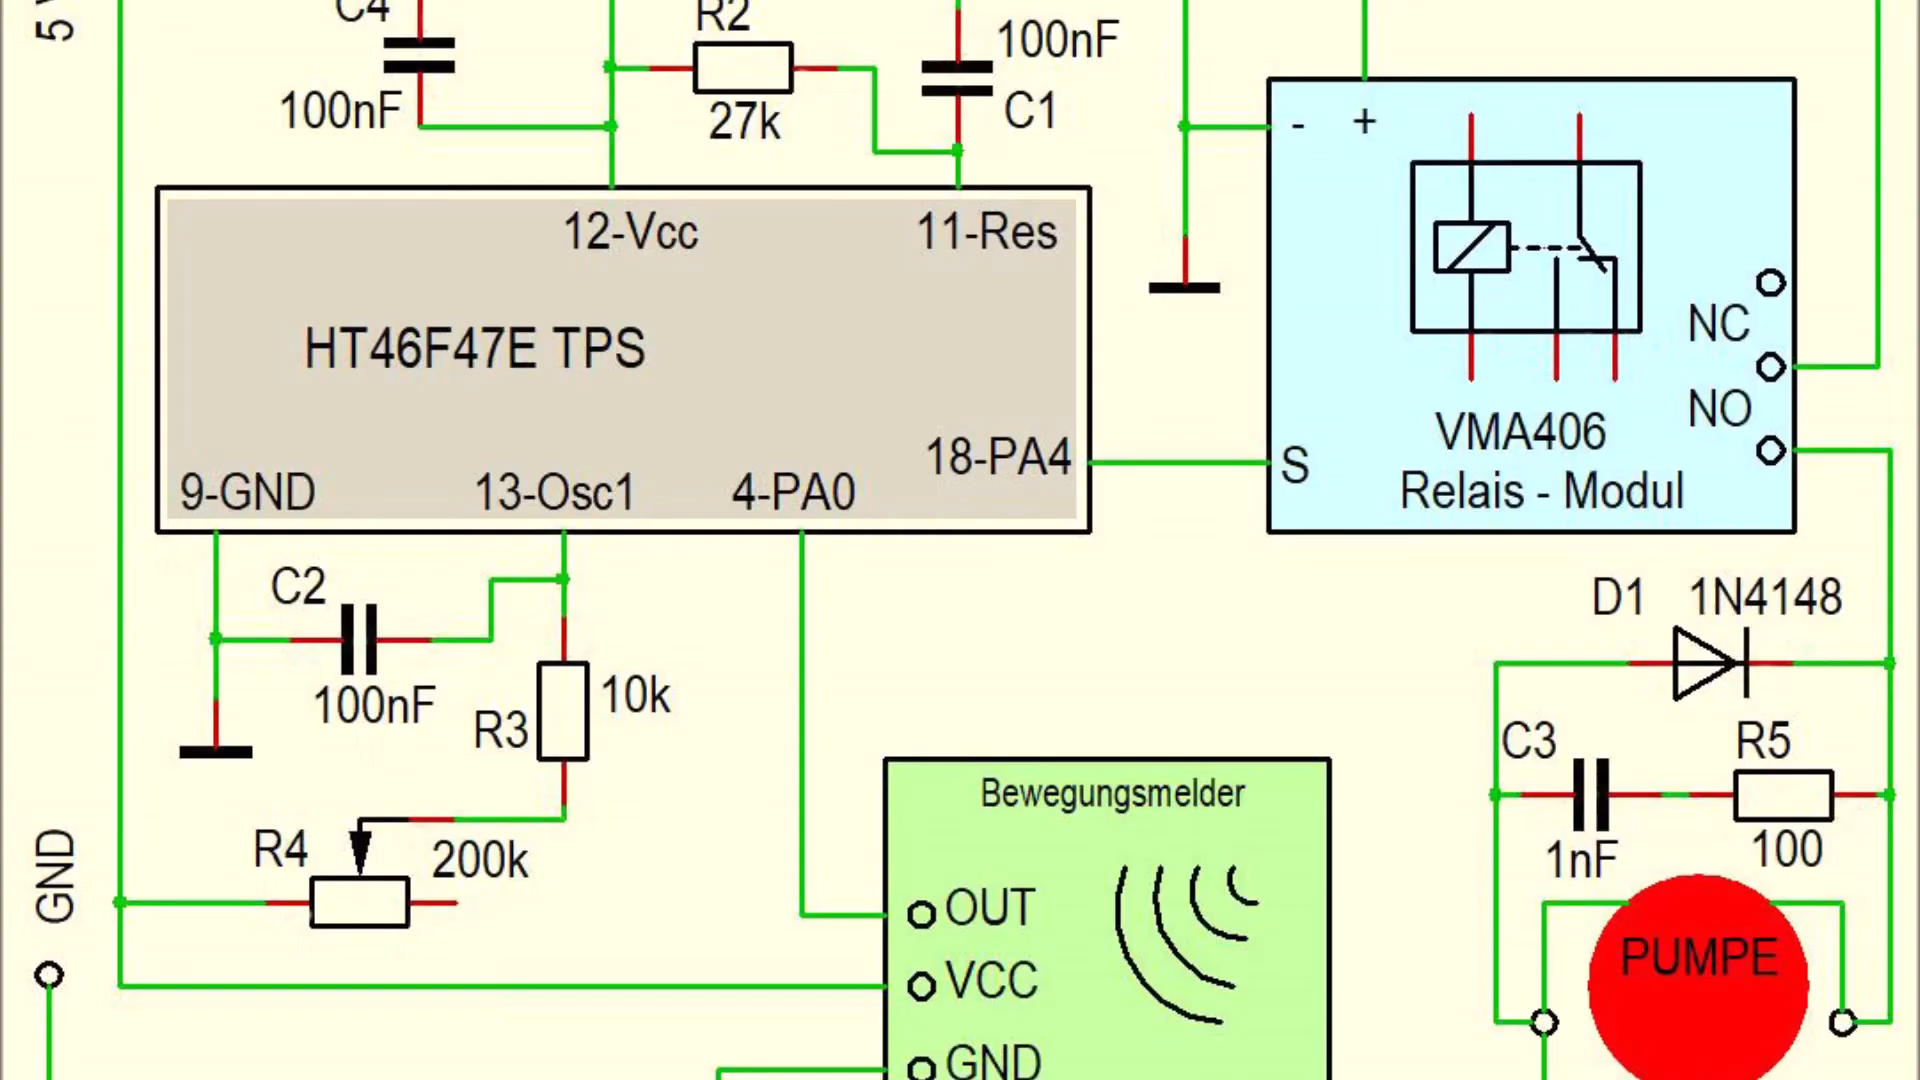 5 V
C4
R2
100nF
100nF
27k
C1
- +
12-Vcc
11-Res
HT46F47E TPS
NC
NO
18-PA4
S
VMA406
Relais - Modul
9-GND
13-Osc1
4-PA0
C2
D1
1N4148
100nF
R3
10k
C3
R5
Bewegungsmelder
R4
200k
1nF
100
GND
OUT
VCC
PUMPE
GND